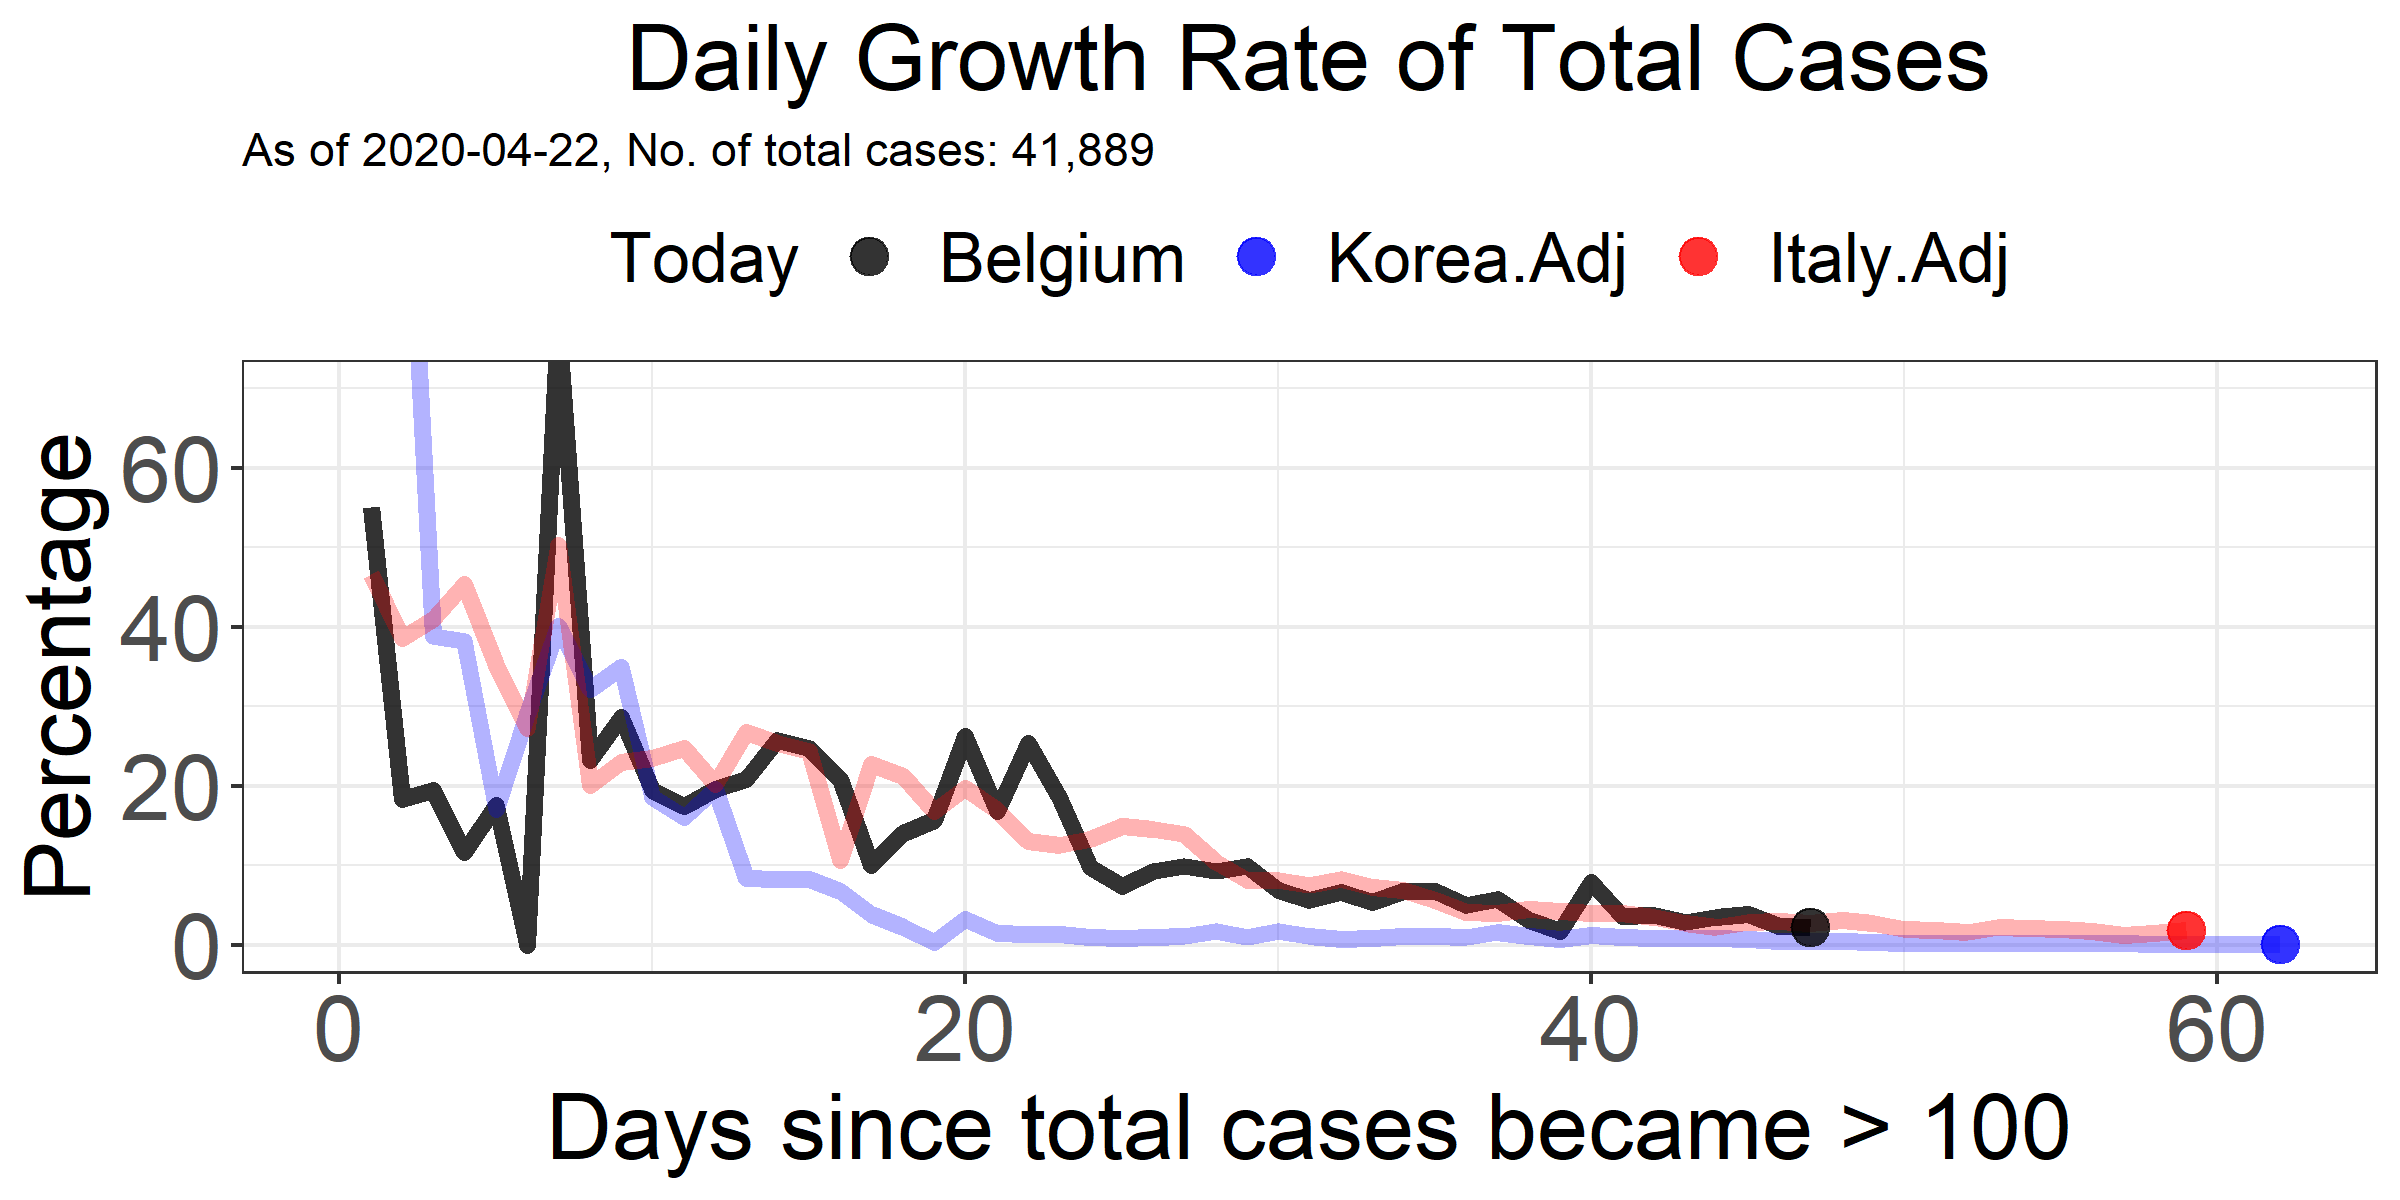 Daily Growth Rate of Total Cases
As of 2020-04-22, No. of total cases: 41,889
Today Belgium Korea.Adj Italy.Adj
Percentage
60
40
20
0
0 20 40 60
Days since total cases became > 100